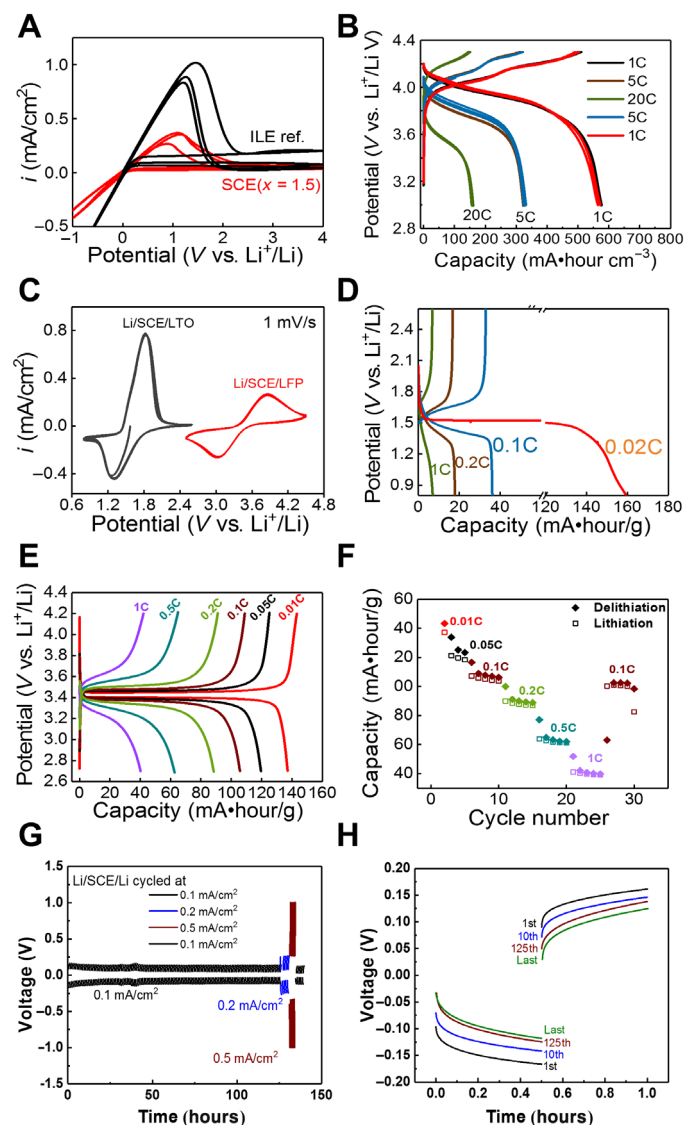 A
i (mA/cm²)
1.0
0.5
0.0
−0.5
ILE ref.
SCE(x = 1.5)
−1 0 1 2 3 4
Potential (V vs. Li⁺/Li)
B
Potential (V vs. Li⁺/Li V)
4.4
4.0
3.6
3.2
2.8
1C
5C
20C
5C
1C
20C 5C 1C
0 100 200 300 400 500 600 700 800
Capacity (mA•hour cm⁻³)
C
i (mA/cm²)
0.8
0.4
0.0
−0.4
Li/SCE/LTO
1 mV/s
Li/SCE/LFP
0.6 1.2 1.8 2.4 3.0 3.6 4.2 4.8
Potential (V vs. Li⁺/Li)
D
Potential (V vs. Li⁺/Li)
2.4
2.1
1.8
1.5
1.2
0.9
1C 0.2C 0.1C 0.02C
0 20 40 60 80 100 120 140 160 180
Capacity (mA•hour/g)
E
Potential (V vs. Li⁺/Li)
4.4
4.2
4.0
3.8
3.6
3.4
3.2
3.0
2.8
2.6
1C 0.5C 0.2C 0.1C 0.05C 0.01C
0 20 40 60 80 100 120 140 160
Capacity (mA•hour/g)
F
Capacity (mA•hour/g)
60
40
20
00
80
60
40
Delithiation
Lithiation
0.01C
0.05C
0.1C
0.2C
0.5C
1C
0.1C
0 10 20 30
Cycle number
G
Voltage (V)
1.5
1.0
0.5
0.0
−0.5
−1.0
−1.5
Li/SCE/Li cycled at
0.1 mA/cm²
0.2 mA/cm²
0.5 mA/cm²
0.1 mA/cm²
0.1 mA/cm²
0.2 mA/cm²
0.5 mA/cm²
0 50 100 150
Time (hours)
H
Voltage (V)
0.20
0.15
0.10
0.05
0.00
−0.05
−0.10
−0.15
−0.20
1st
10th
125th
Last
Last
125th
10th
1st
0.0 0.2 0.4 0.6 0.8 1.0
Time (hours)